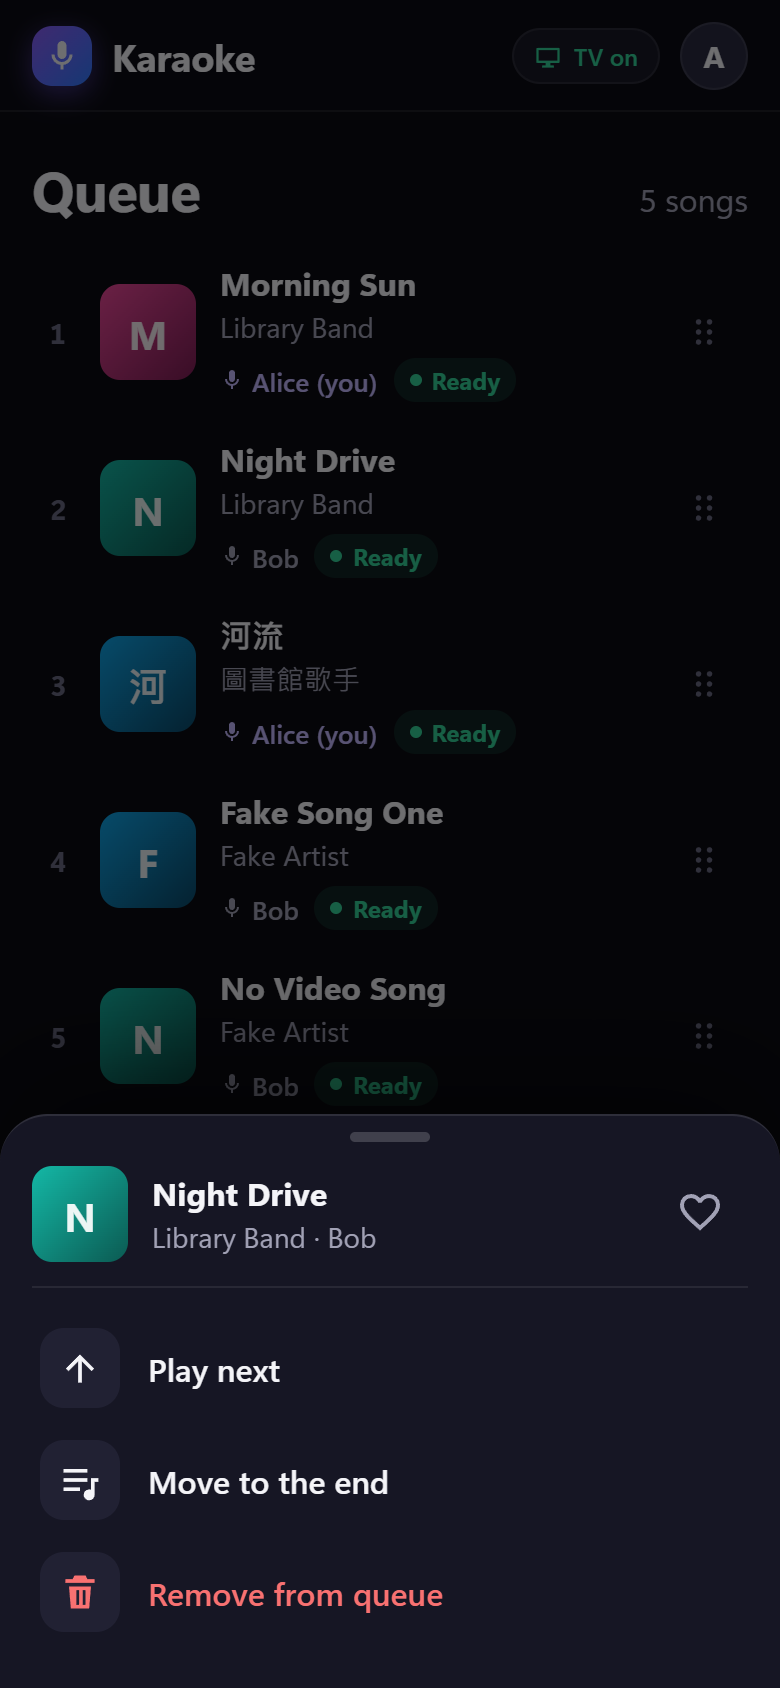 Karaoke
TV on
A
Queue
5 songs
1
M
Morning Sun
Library Band
Alice (you)
Ready
2
N
Night Drive
Library Band
Bob
Ready
3
河
河流
圖書館歌手
Alice (you)
Ready
4
F
Fake Song One
Fake Artist
Bob
Ready
5
N
No Video Song
Fake Artist
Bob
Ready
N
Night Drive
Library Band · Bob
Play next
Move to the end
Remove from queue